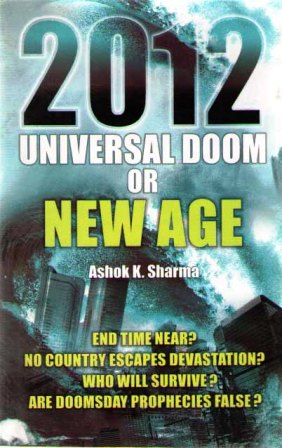 2012
UNIVERSAL DOOM
OR
NEW AGE
Ashok K. Sharma
END TIME NEAR?
NO COUNTRY ESCAPES DEVASTATION?
WHO WILL SURVIVE?
ARE DOOMSDAY PROPHECIES FALSE?